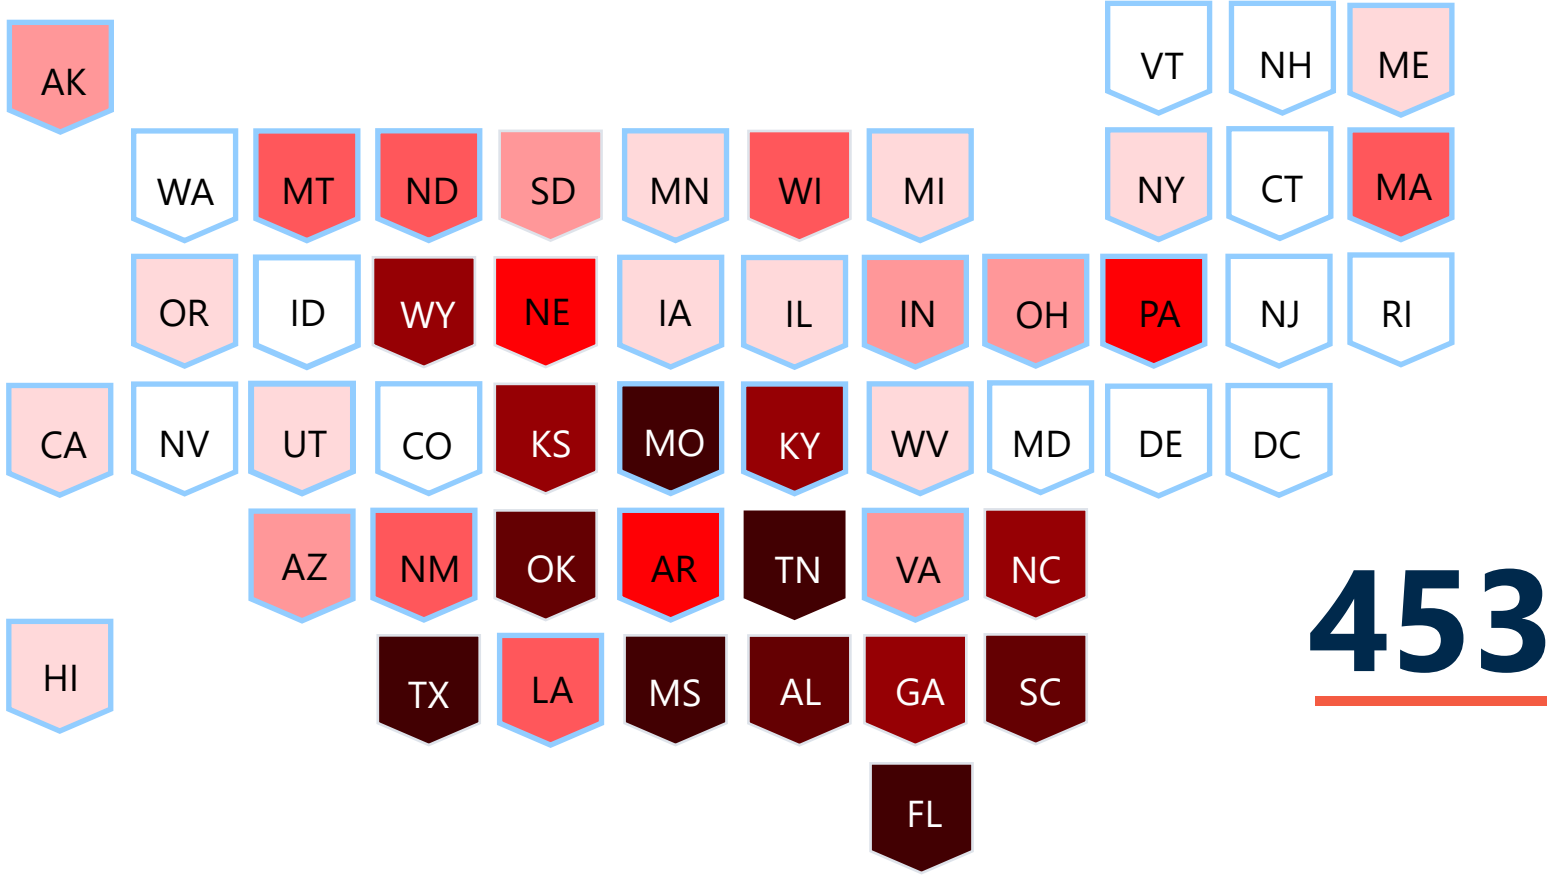 AK VT NH ME
WA MT ND SD MN WI MI NY CT MA
OR ID WY NE IA IL IN OH PA NJ RI
CA NV UT CO KS MO KY WV MD DE DC
AZ NM OK AR TN VA NC
453
HI TX LA MS AL GA SC
FL